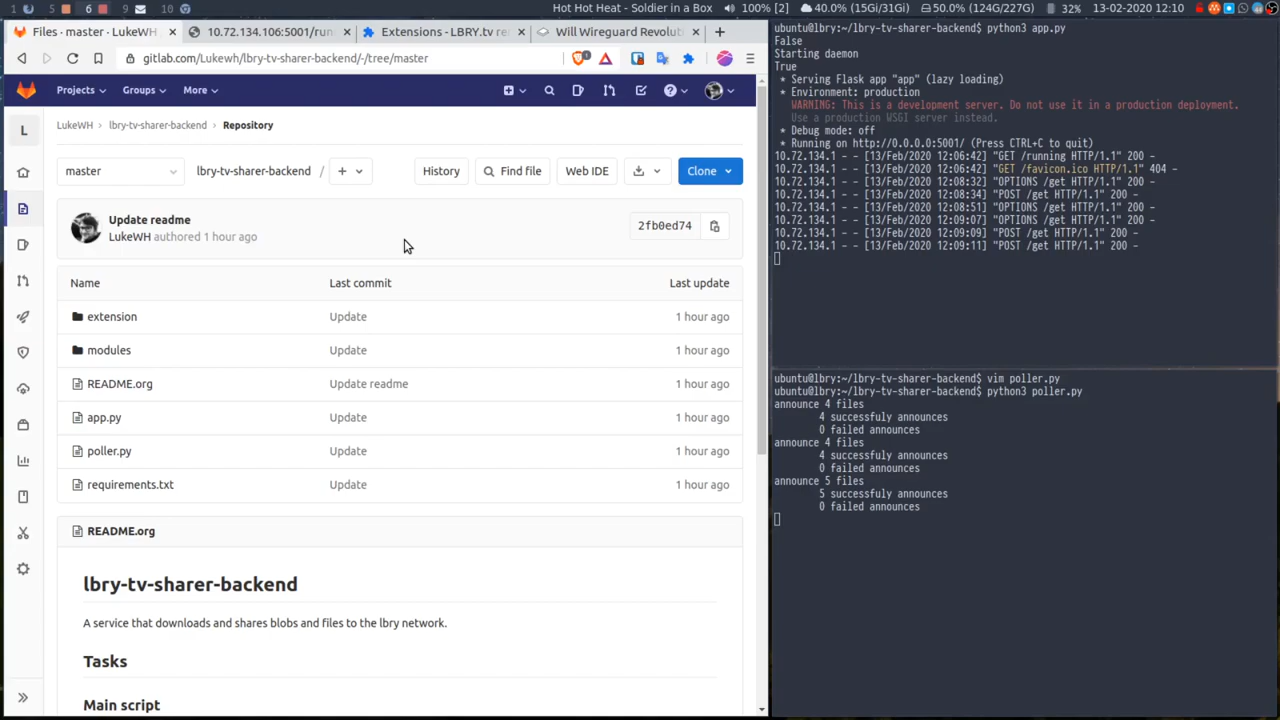 1 5 6 9 10
Hot Hot Heat - Soldier in a Box 100% [2] 40.0% (15Gi/31Gi) 50.0% (124G/227G) 32% 13-02-2020 12:10
Files · master · LukeWH
10.72.134.106:5001/run
Extensions - LBRY.tv re
Will Wireguard Revolut
gitlab.com/Lukewh/lbry-tv-sharer-backend/-/tree/master
Projects Groups More
LukeWH lbry-tv-sharer-backend Repository
L
master lbry-tv-sharer-backend / + History Find file Web IDE Clone
Update readme
LukeWH authored 1 hour ago
2fb0ed74
Name Last commit Last update
extension Update 1 hour ago
modules Update 1 hour ago
README.org Update readme 1 hour ago
app.py Update 1 hour ago
poller.py Update 1 hour ago
requirements.txt Update 1 hour ago
README.org
lbry-tv-sharer-backend
A service that downloads and shares blobs and files to the lbry network.
Tasks
Main script
ubuntu@lbry:~/lbry-tv-sharer-backend$ python3 app.py
False
Starting daemon
True
* Serving Flask app "app" (lazy loading)
* Environment: production
WARNING: This is a development server. Do not use it in a production deployment.
Use a production WSGI server instead.
* Debug mode: off
* Running on http://0.0.0.0:5001/ (Press CTRL+C to quit)
10.72.134.1 - - [13/Feb/2020 12:06:42] "GET /running HTTP/1.1" 200 -
10.72.134.1 - - [13/Feb/2020 12:06:42] "GET /favicon.ico HTTP/1.1" 404 -
10.72.134.1 - - [13/Feb/2020 12:08:32] "OPTIONS /get HTTP/1.1" 200 -
10.72.134.1 - - [13/Feb/2020 12:08:34] "POST /get HTTP/1.1" 200 -
10.72.134.1 - - [13/Feb/2020 12:08:51] "OPTIONS /get HTTP/1.1" 200 -
10.72.134.1 - - [13/Feb/2020 12:09:07] "OPTIONS /get HTTP/1.1" 200 -
10.72.134.1 - - [13/Feb/2020 12:09:09] "POST /get HTTP/1.1" 200 -
10.72.134.1 - - [13/Feb/2020 12:09:11] "POST /get HTTP/1.1" 200 -
ubuntu@lbry:~/lbry-tv-sharer-backend$ vim poller.py
ubuntu@lbry:~/lbry-tv-sharer-backend$ python3 poller.py
announce 4 files
4 successfuly announces
0 failed announces
announce 4 files
4 successfuly announces
0 failed announces
announce 5 files
5 successfuly announces
0 failed announces